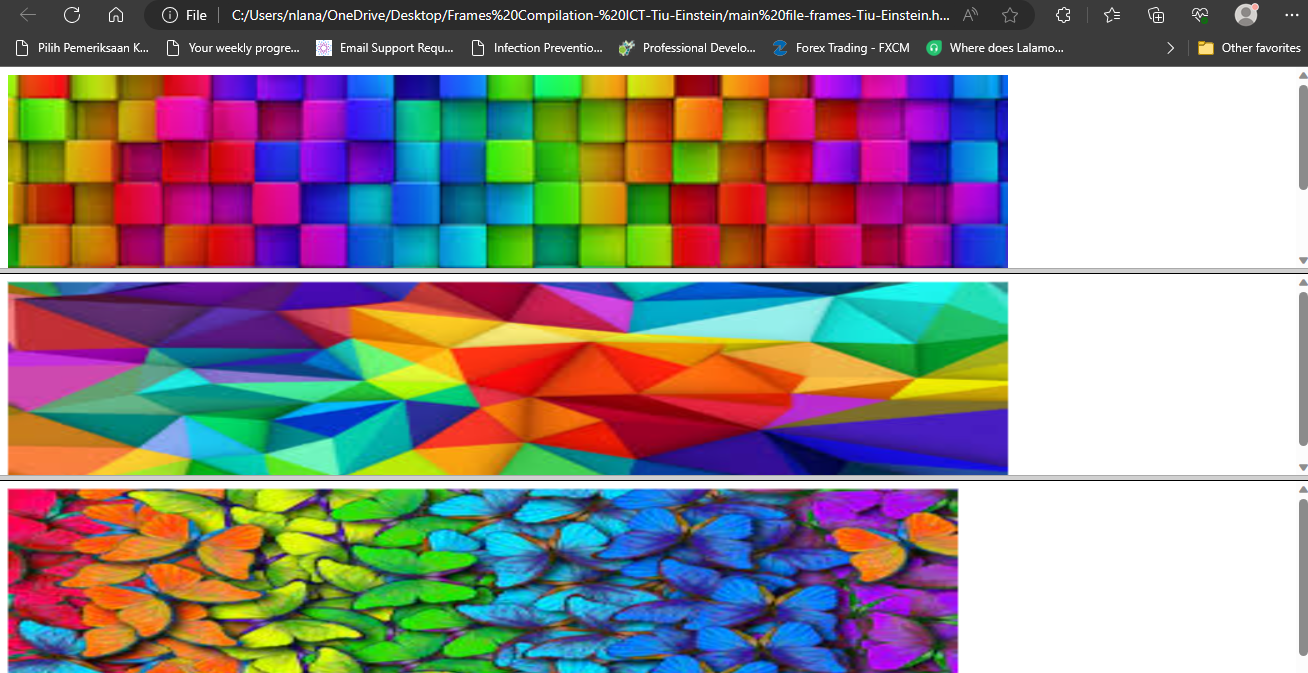 File
C:/Users/nlana/OneDrive/Desktop/Frames%20Compilation-%20ICT-Tiu-Einstein/main%20file-frames-Tiu-Einstein.h...
Pilih Pemeriksaan K...
Your weekly progre...
Email Support Requ...
Infection Preventio...
Professional Develo...
Forex Trading - FXCM
Where does Lalamo...
Other favorites